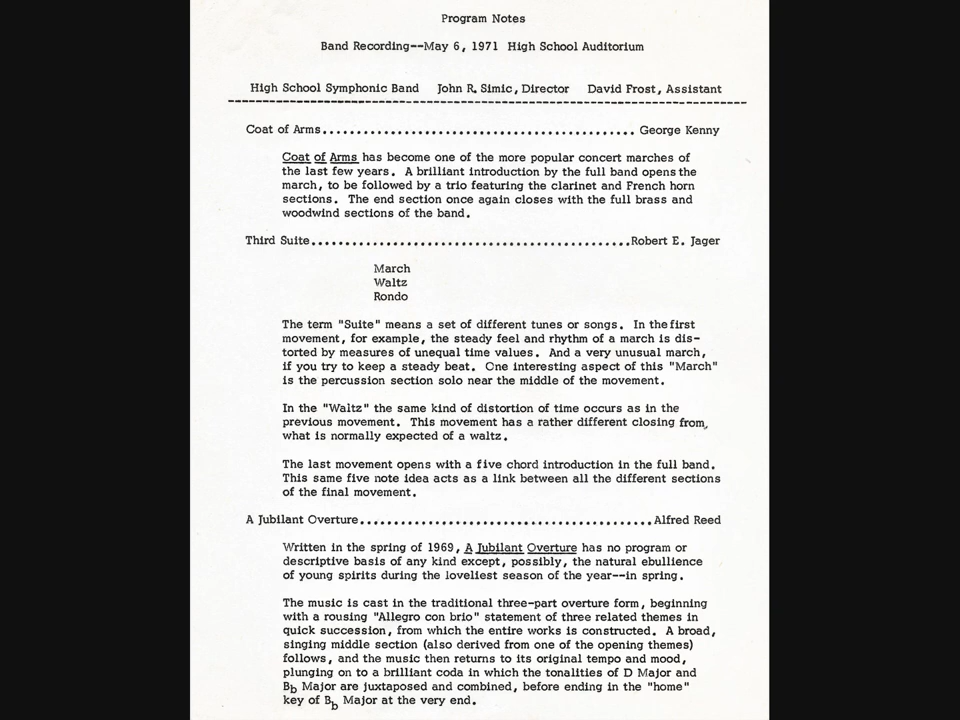 Program Notes
Band Recording--May 6, 1971 High School Auditorium
High School Symphonic Band John R. Simic, Director David Frost, Assistant
Coat of Arms............................................... George Kenny
Coat of Arms has become one of the more popular concert marches of
the last few years. A brilliant introduction by the full band opens the
march, to be followed by a trio featuring the clarinet and French horn
sections. The end section once again closes with the full brass and
woodwind sections of the band.
Third Suite................................................Robert E. Jager
March
Waltz
Rondo
The term "Suite" means a set of different tunes or songs. In the first
movement, for example, the steady feel and rhythm of a march is dis-
torted by measures of unequal time values. And a very unusual march,
if you try to keep a steady beat. One interesting aspect of this "March"
is the percussion section solo near the middle of the movement.
In the "Waltz" the same kind of distortion of time occurs as in the
previous movement. This movement has a rather different closing from,
what is normally expected of a waltz.
The last movement opens with a five chord introduction in the full band.
This same five note idea acts as a link between all the different sections
of the final movement.
A Jubilant Overture............................................Alfred Reed
Written in the spring of 1969, A Jubilant Overture has no program or
descriptive basis of any kind except, possibly, the natural ebullience
of young spirits during the loveliest season of the year--in spring.
The music is cast in the traditional three-part overture form, beginning
with a rousing "Allegro con brio" statement of three related themes in
quick succession, from which the entire works is constructed. A broad,
singing middle section (also derived from one of the opening themes)
follows, and the music then returns to its original tempo and mood,
plunging on to a brilliant coda in which the tonalities of D Major and
Bb Major are juxtaposed and combined, before ending in the "home"
key of Bb Major at the very end.